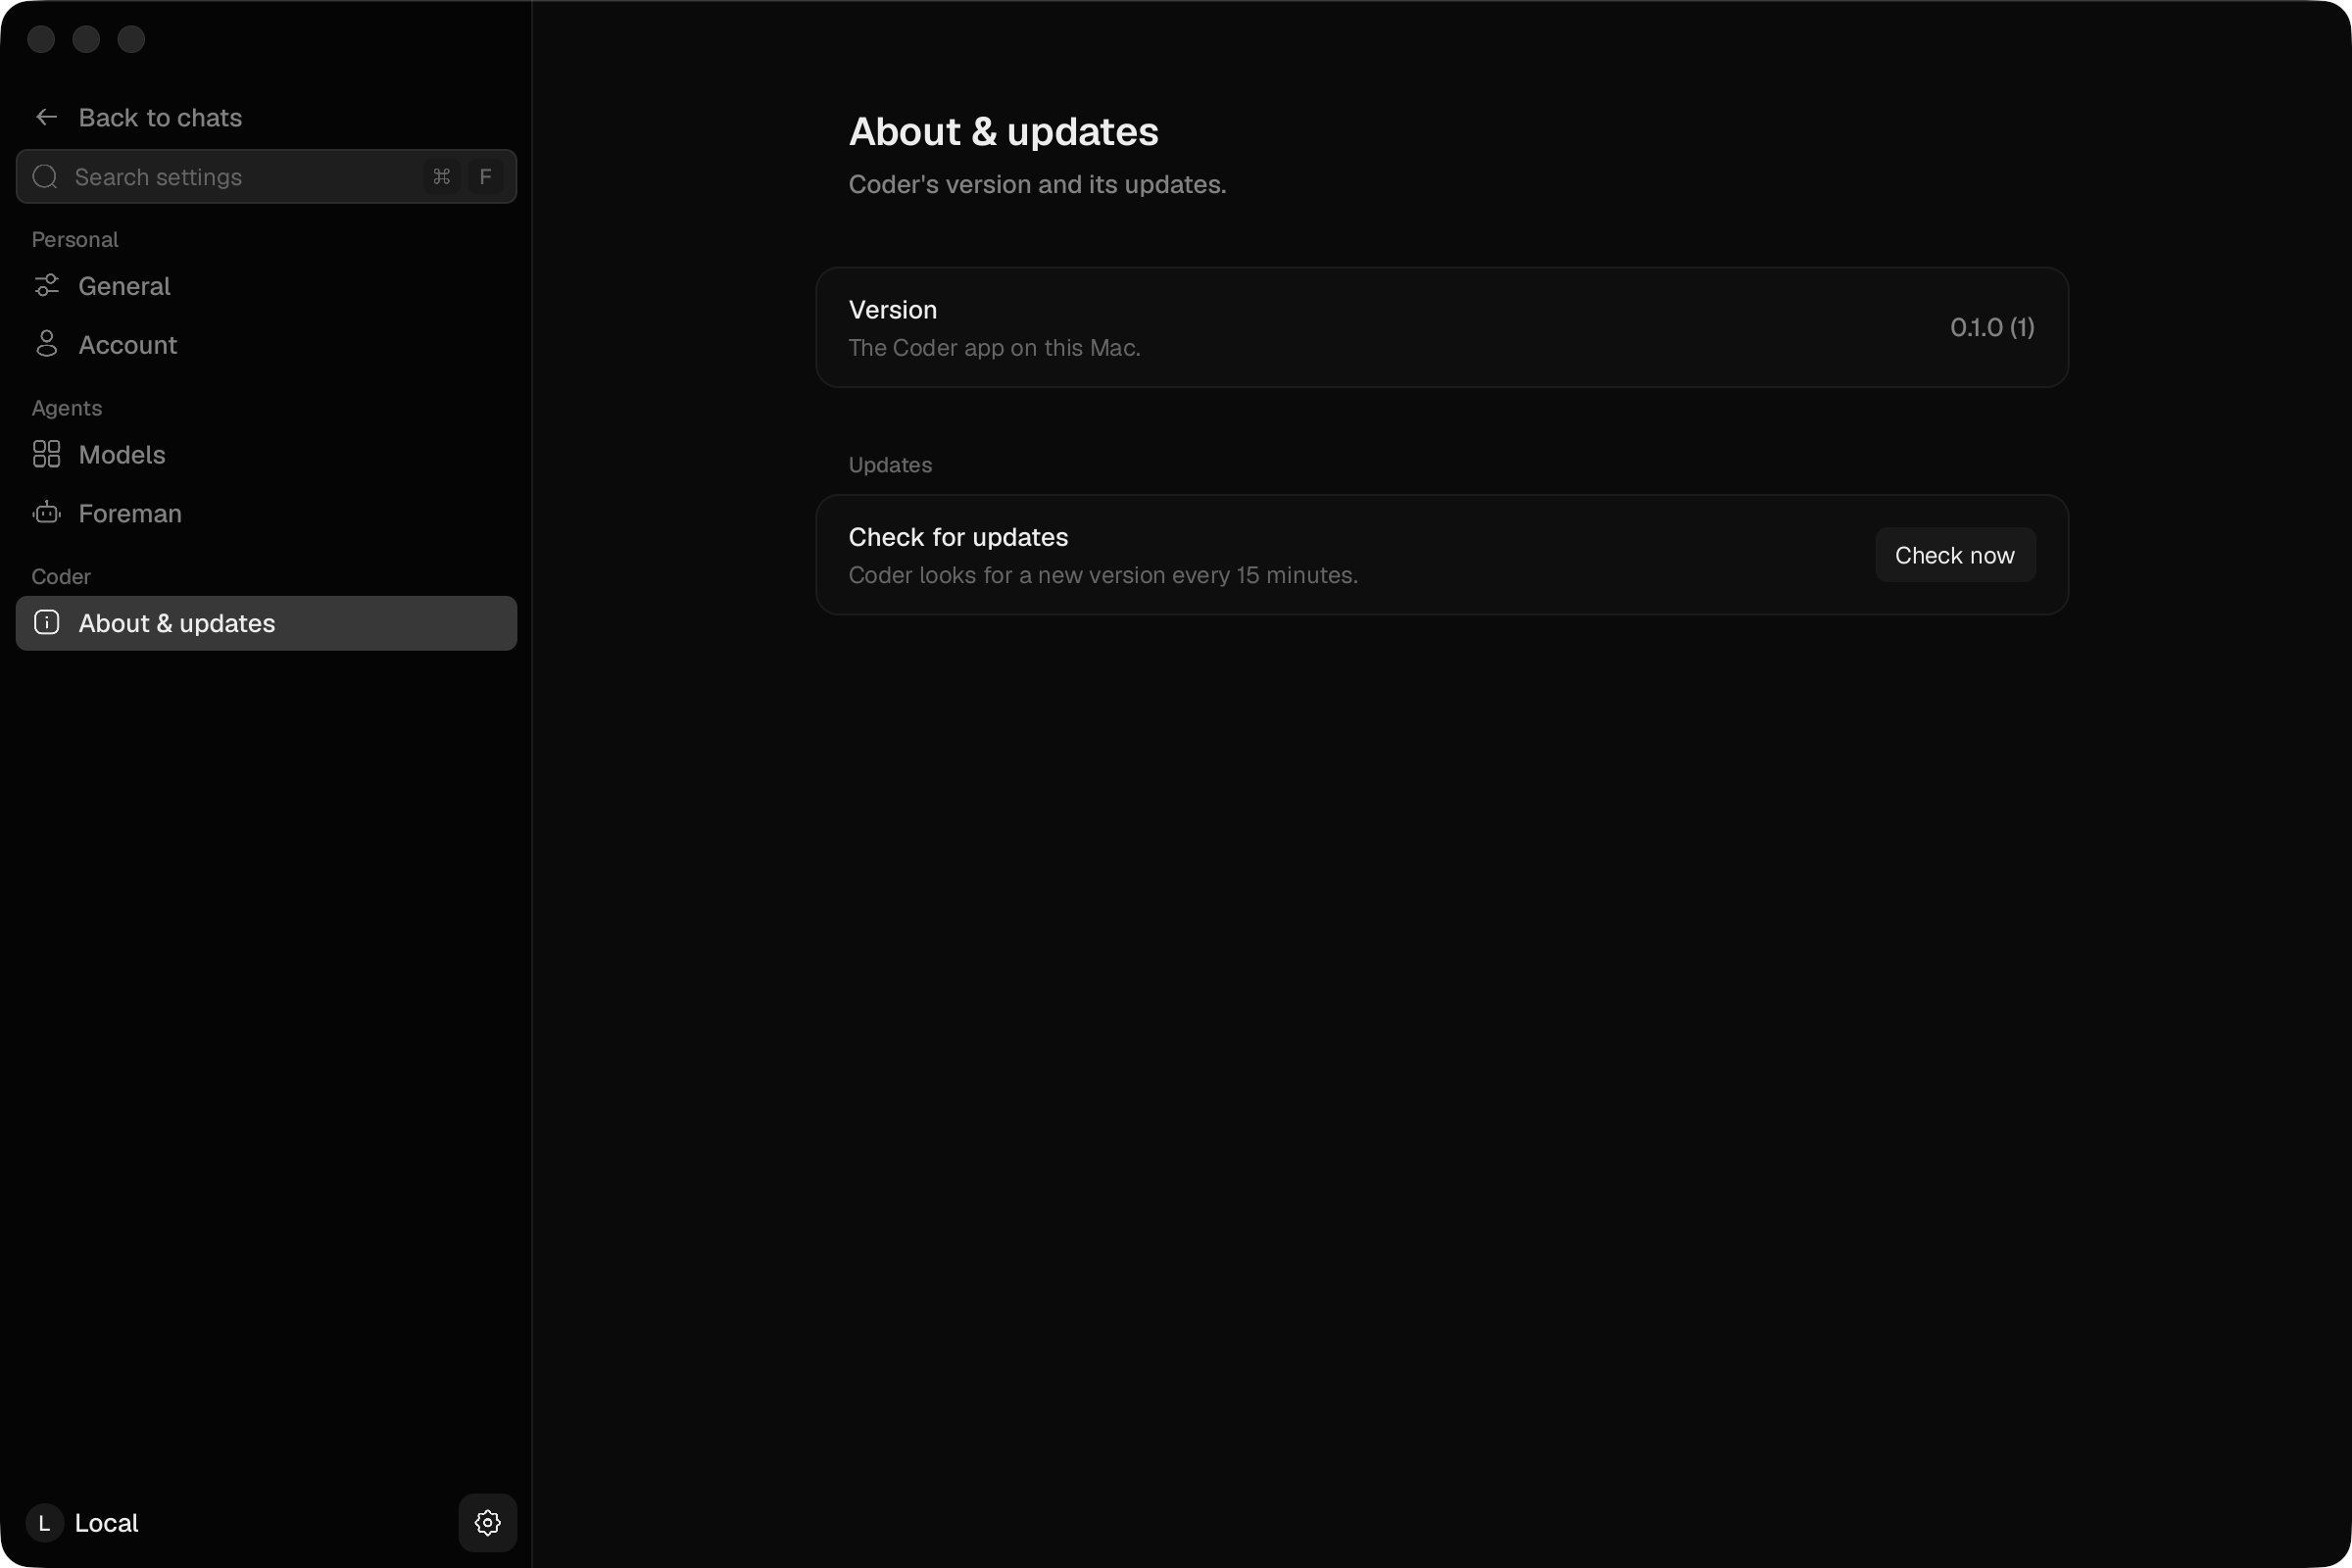 Back to chats
Search settings ⌘ F
Personal
General
Account
Agents
Models
Foreman
Coder
About & updates
L Local
About & updates
Coder's version and its updates.
Version
The Coder app on this Mac.
0.1.0 (1)
Updates
Check for updates
Coder looks for a new version every 15 minutes.
Check now